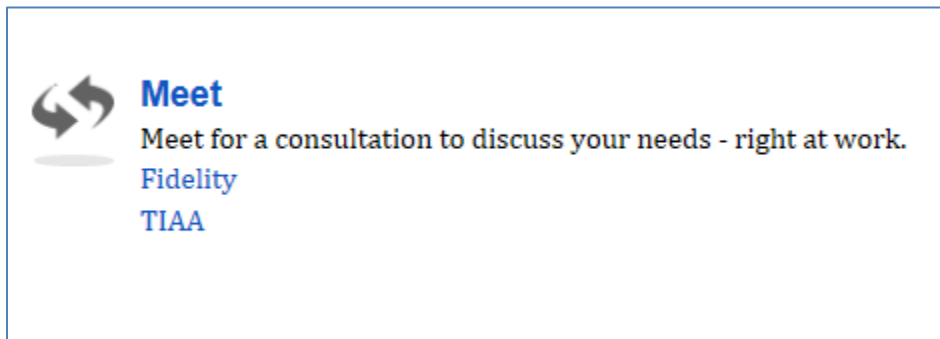 Meet
Meet for a consultation to discuss your needs - right at work.
Fidelity
TIAA